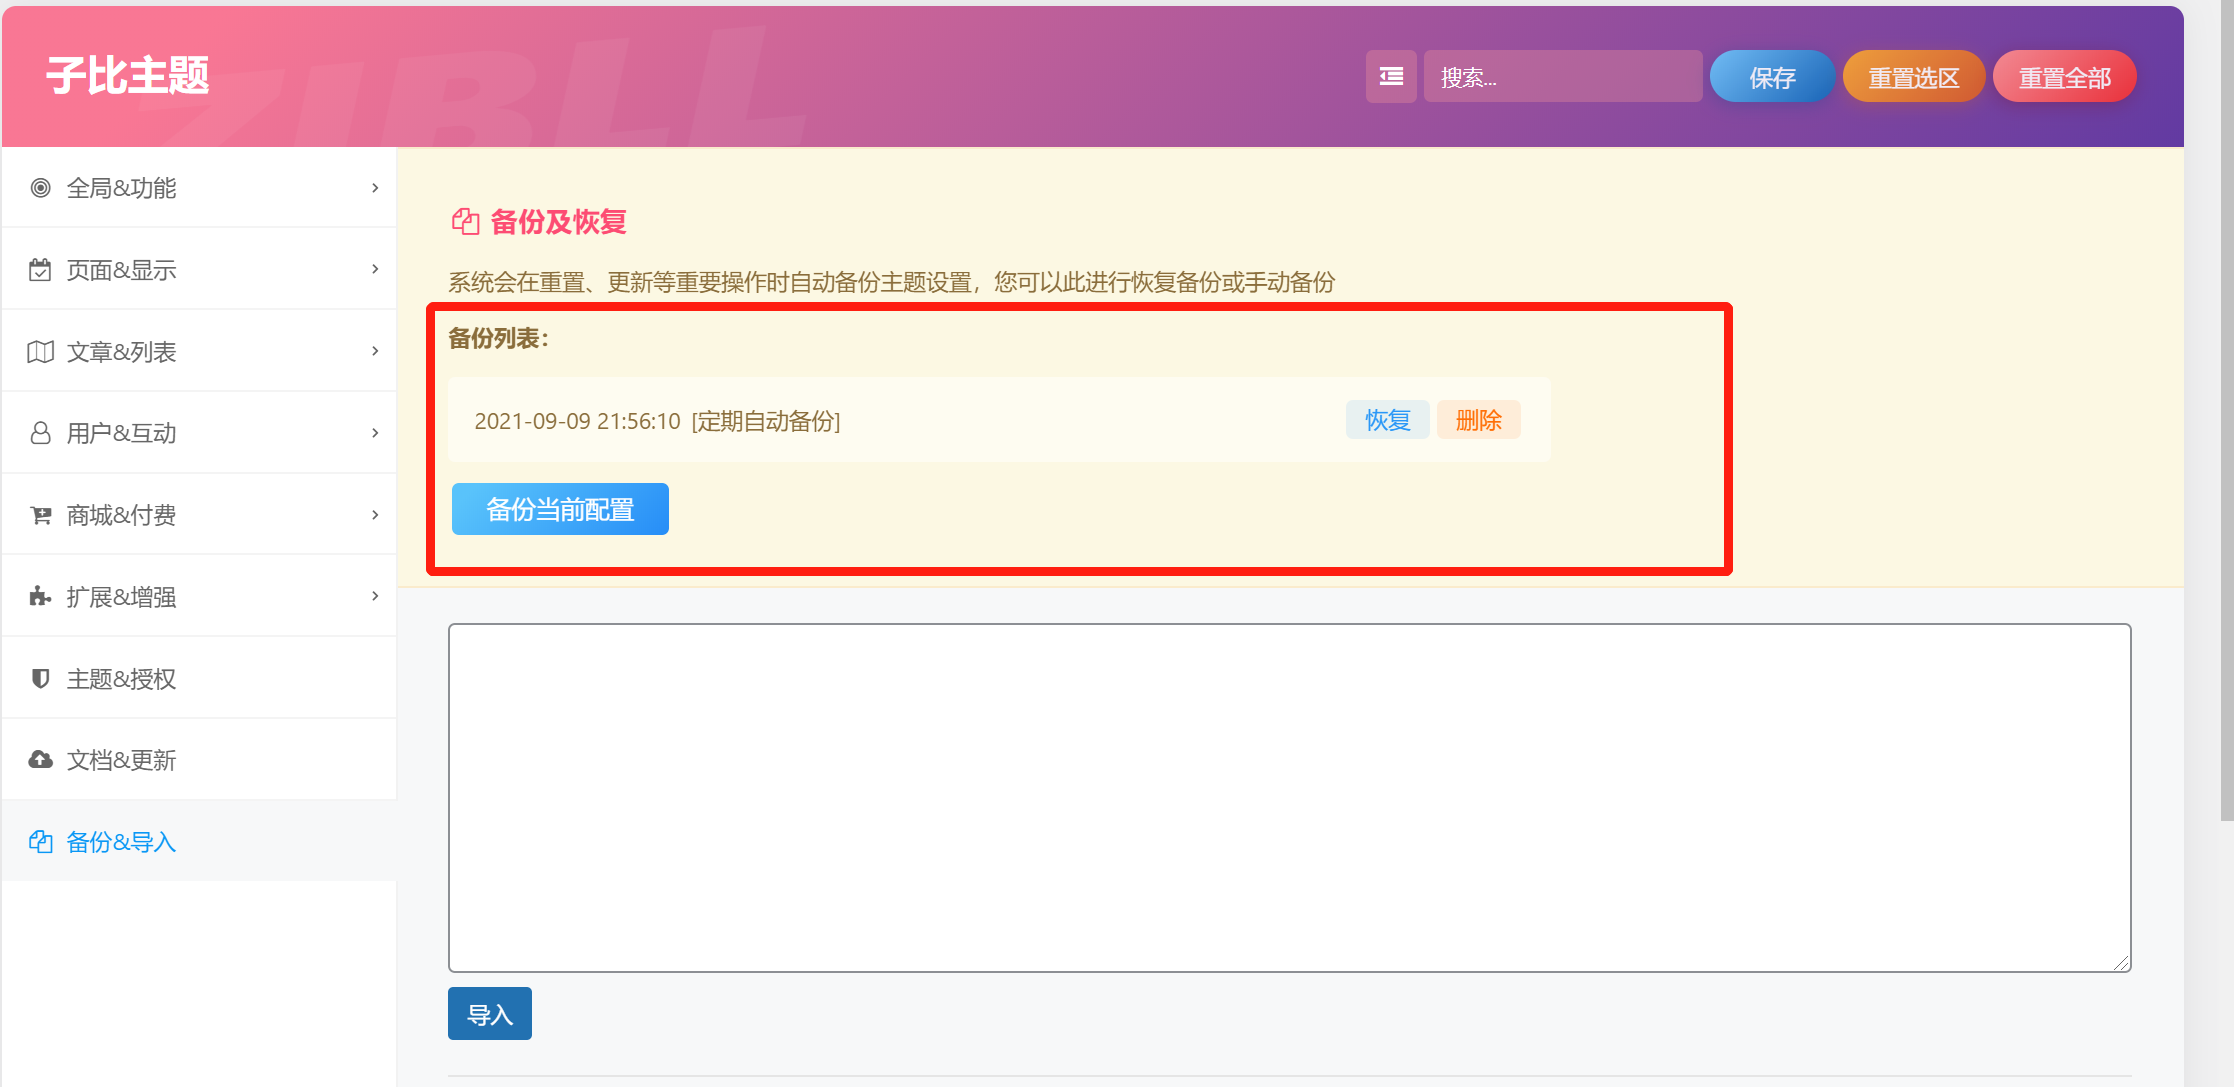 子比主题
ZIBLL
搜索...
保存
重置选区
重置全部
全局&功能
页面&显示
文章&列表
用户&互动
商城&付费
扩展&增强
主题&授权
文档&更新
备份&导入
备份及恢复
系统会在重置、更新等重要操作时自动备份主题设置，您可以此进行恢复备份或手动备份
备份列表：
2021-09-09 21:56:10 [定期自动备份]
恢复
删除
备份当前配置
导入